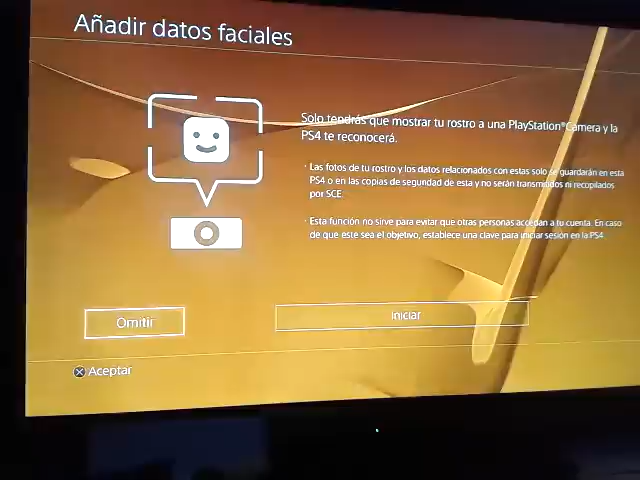 Añadir datos faciales
Solo tendrás que mostrar tu rostro a una PlayStation®Camera y la
PS4 te reconocerá.
· Las fotos de tu rostro y los datos relacionados con estas solo se guardarán en esta
PS4 o en las copias de seguridad de esta y no serán transmitidos ni recopilados
por SCE.
· Esta función no sirve para evitar que otras personas accedan a tu cuenta. En caso
de que este sea el objetivo, establece una clave para iniciar sesión en la PS4.
Omitir
Iniciar
Aceptar